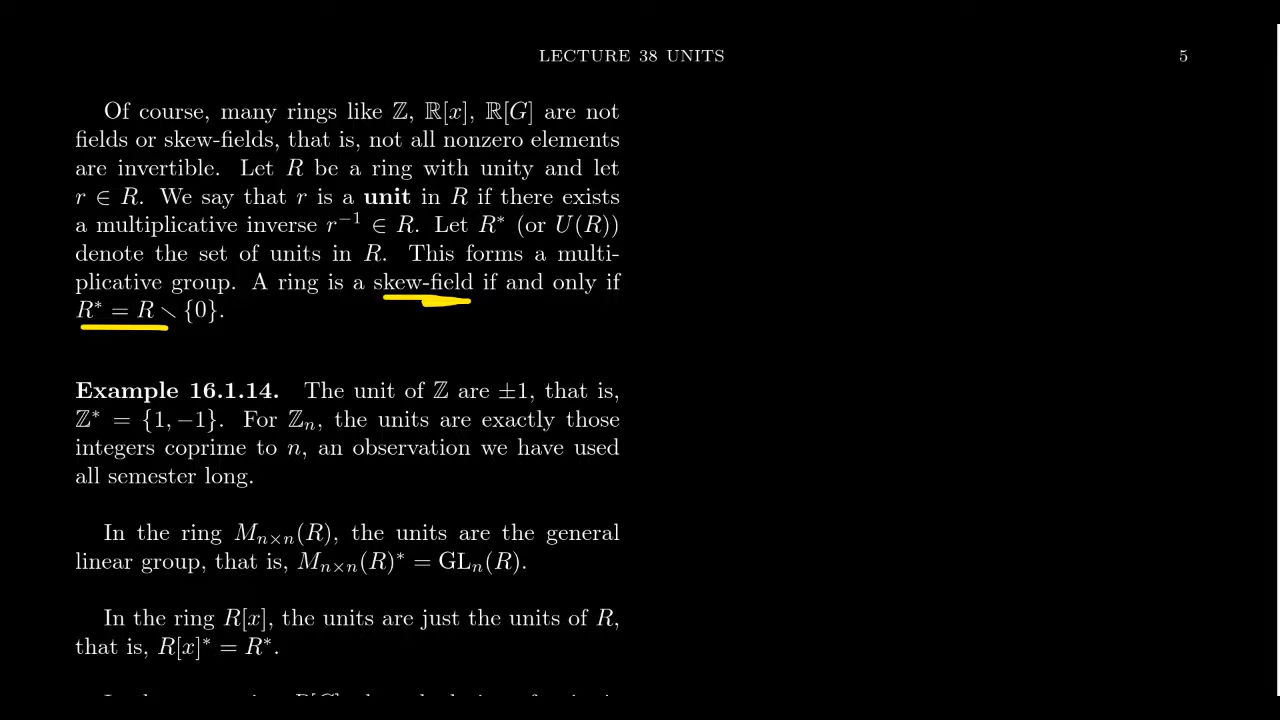 LECTURE 38 UNITS 5
Of course, many rings like ℤ, ℝ[x], ℝ[G] are not
fields or skew-fields, that is, not all nonzero elements
are invertible. Let R be a ring with unity and let
r ∈ R. We say that r is a unit in R if there exists
a multiplicative inverse r⁻¹ ∈ R. Let R* (or U(R))
denote the set of units in R. This forms a multi-
plicative group. A ring is a skew-field if and only if
R* = R ∖ {0}.
Example 16.1.14. The unit of ℤ are ±1, that is,
ℤ* = {1, −1}. For ℤₙ, the units are exactly those
integers coprime to n, an observation we have used
all semester long.
In the ring Mₙ×ₙ(R), the units are the general
linear group, that is, Mₙ×ₙ(R)* = GLₙ(R).
In the ring R[x], the units are just the units of R,
that is, R[x]* = R*.